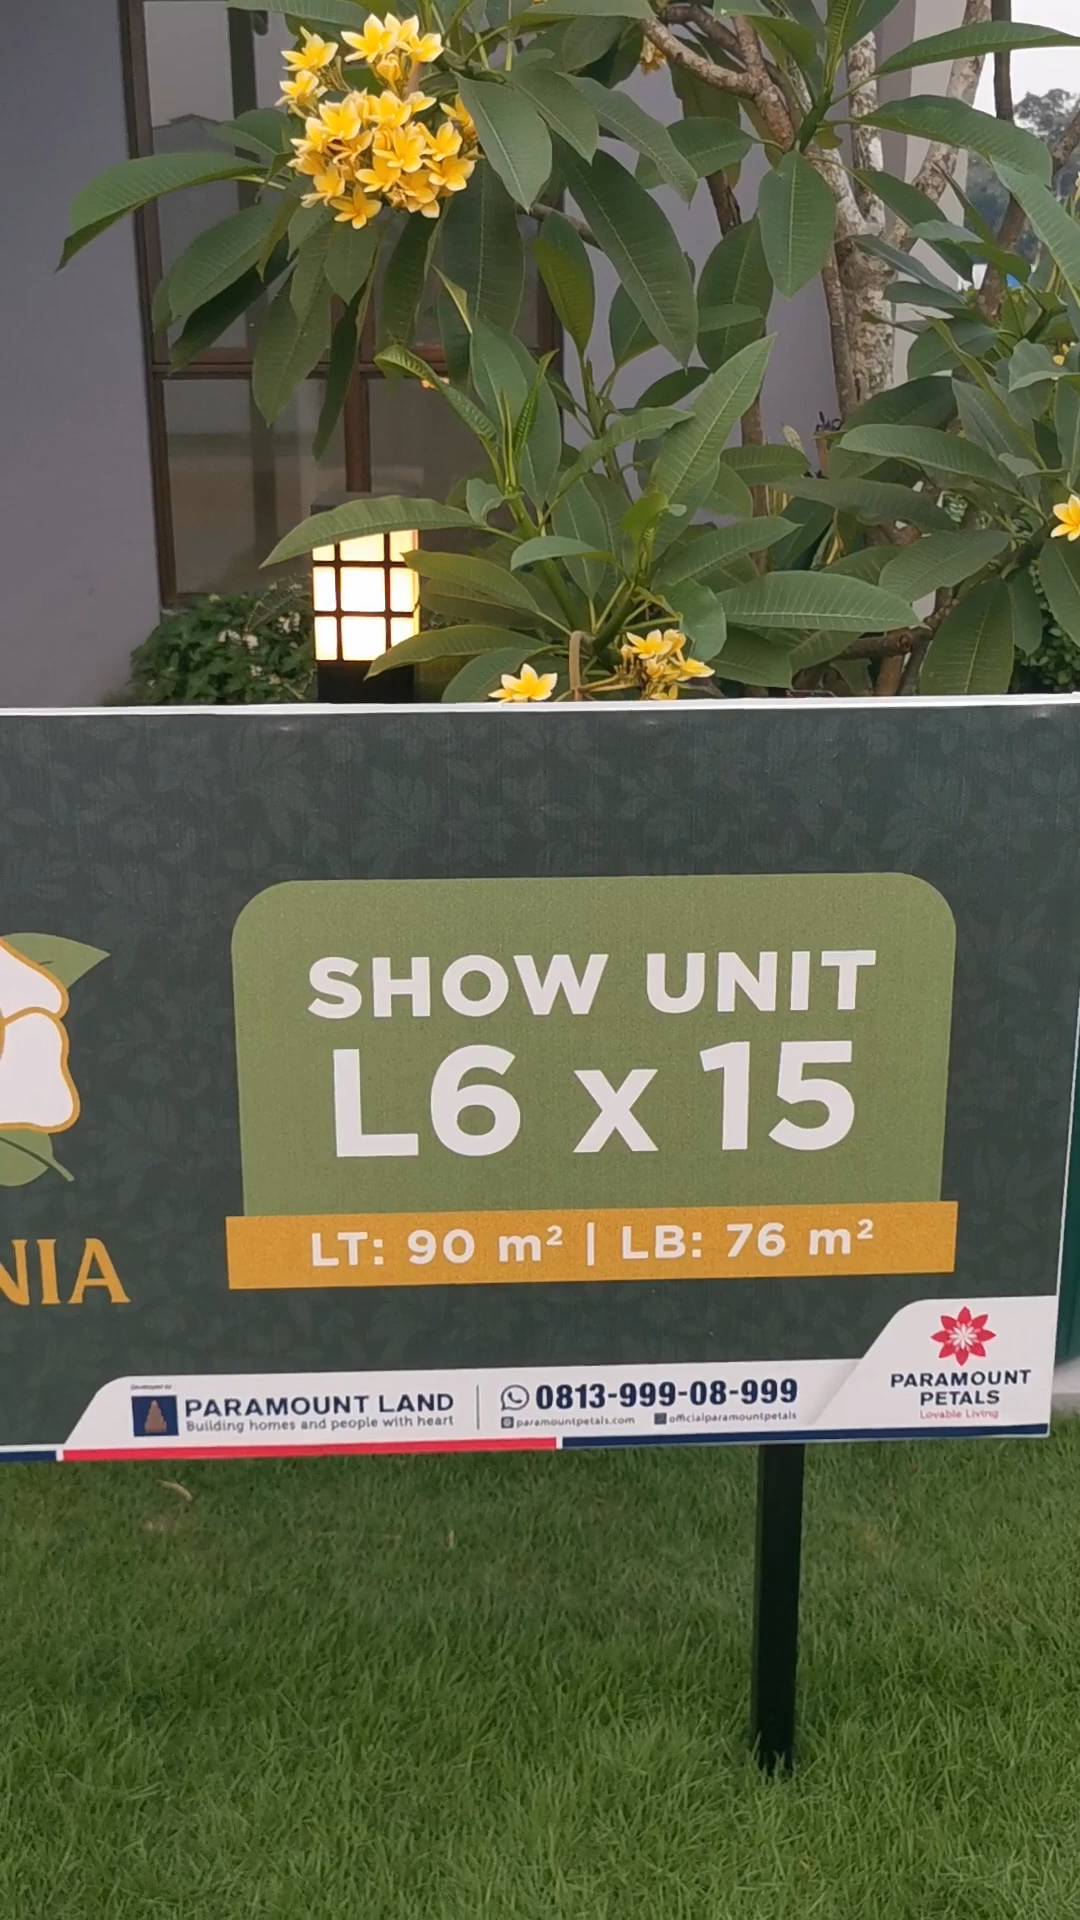 SHOW UNIT
L6 x 15
LT: 90 m² | LB: 76 m²
NIA
Developed by
PARAMOUNT LAND
Building homes and people with heart
0813-999-08-999
paramountpetals.com officialparamountpetals
PARAMOUNT
PETALS
Lovable Living